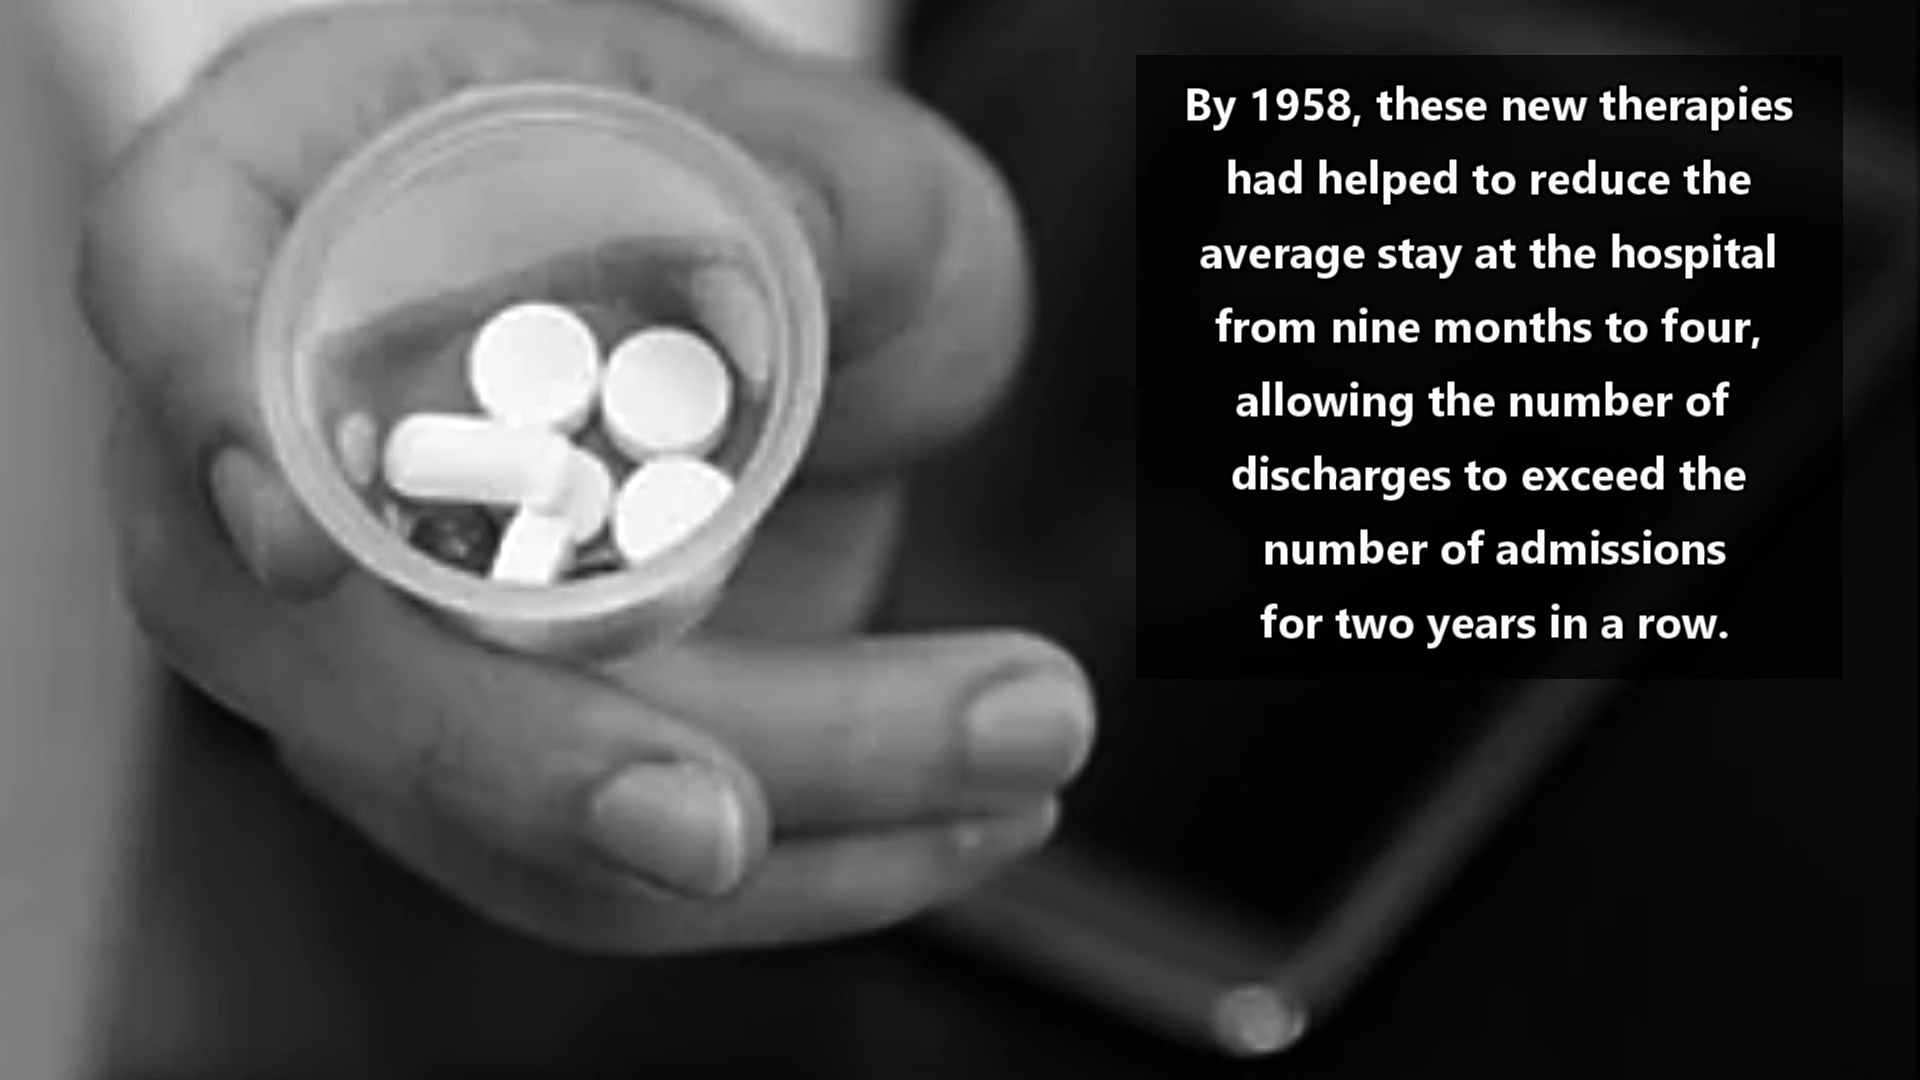 By 1958, these new therapies
had helped to reduce the
average stay at the hospital
from nine months to four,
allowing the number of
discharges to exceed the
number of admissions
for two years in a row.